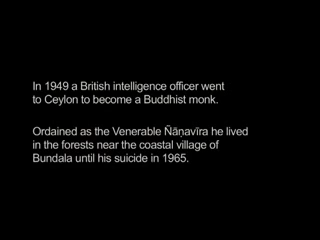 In 1949 a British intelligence officer went
to Ceylon to become a Buddhist monk.
Ordained as the Venerable Ñāṇavīra he lived
in the forests near the coastal village of
Bundala until his suicide in 1965.